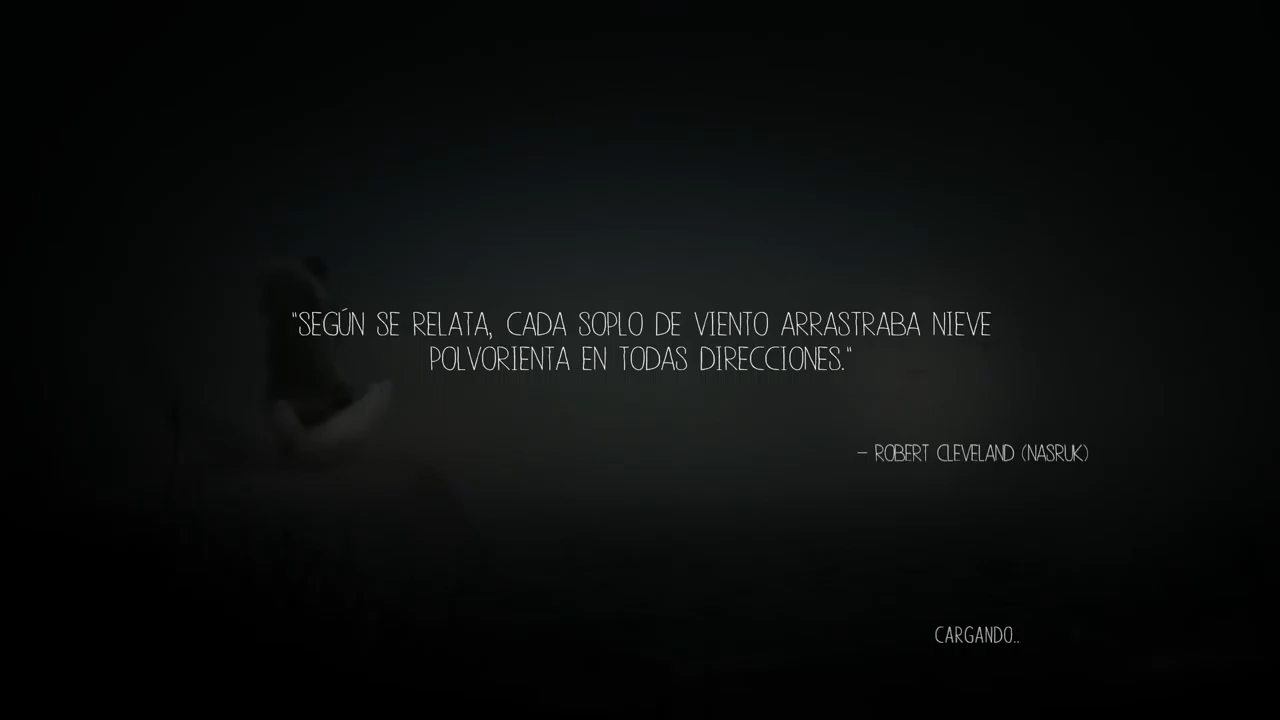 "SEGÚN SE RELATA, CADA SOPLO DE VIENTO ARRASTRABA NIEVE
POLVORIENTA EN TODAS DIRECCIONES."
- ROBERT CLEVELAND (NASRUK)
CARGANDO..